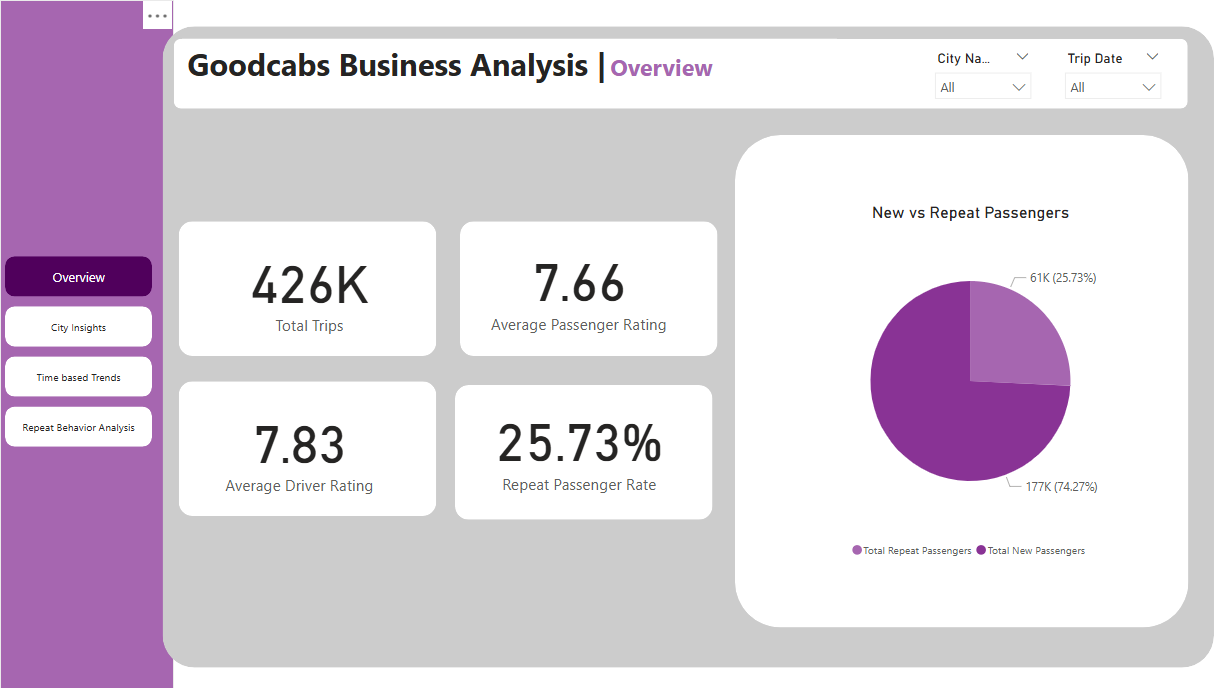 ...
Goodcabs Business Analysis | Overview
City Na...
All
Trip Date
All
Overview
City Insights
Time based Trends
Repeat Behavior Analysis
426K
Total Trips
7.66
Average Passenger Rating
7.83
Average Driver Rating
25.73%
Repeat Passenger Rate
New vs Repeat Passengers
61K (25.73%)
177K (74.27%)
Total Repeat Passengers Total New Passengers